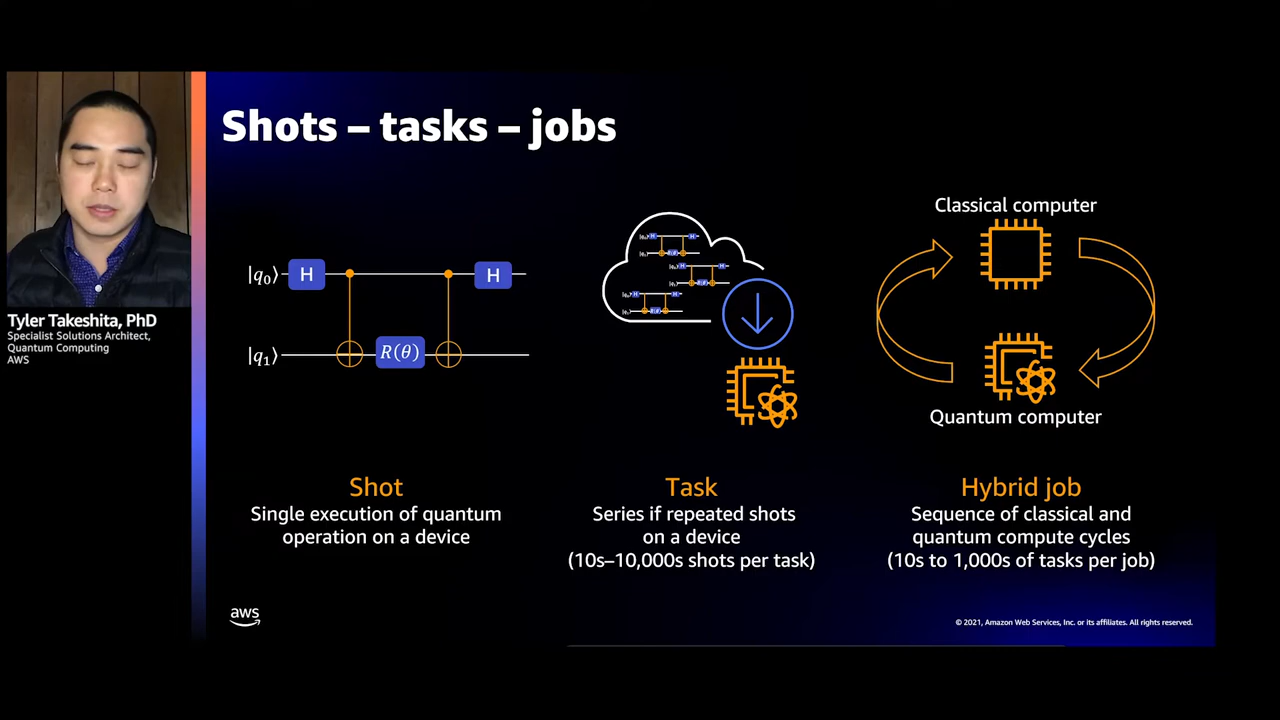 Shots – tasks – jobs
Tyler Takeshita, PhD
Specialist Solutions Architect,
Quantum Computing
AWS
|q₀⟩ H H
|q₁⟩ R(θ)
Shot
Single execution of quantum
operation on a device
Task
Series if repeated shots
on a device
(10s–10,000s shots per task)
Classical computer
Quantum computer
Hybrid job
Sequence of classical and
quantum compute cycles
(10s to 1,000s of tasks per job)
aws
© 2021, Amazon Web Services, Inc. or its affiliates. All rights reserved.